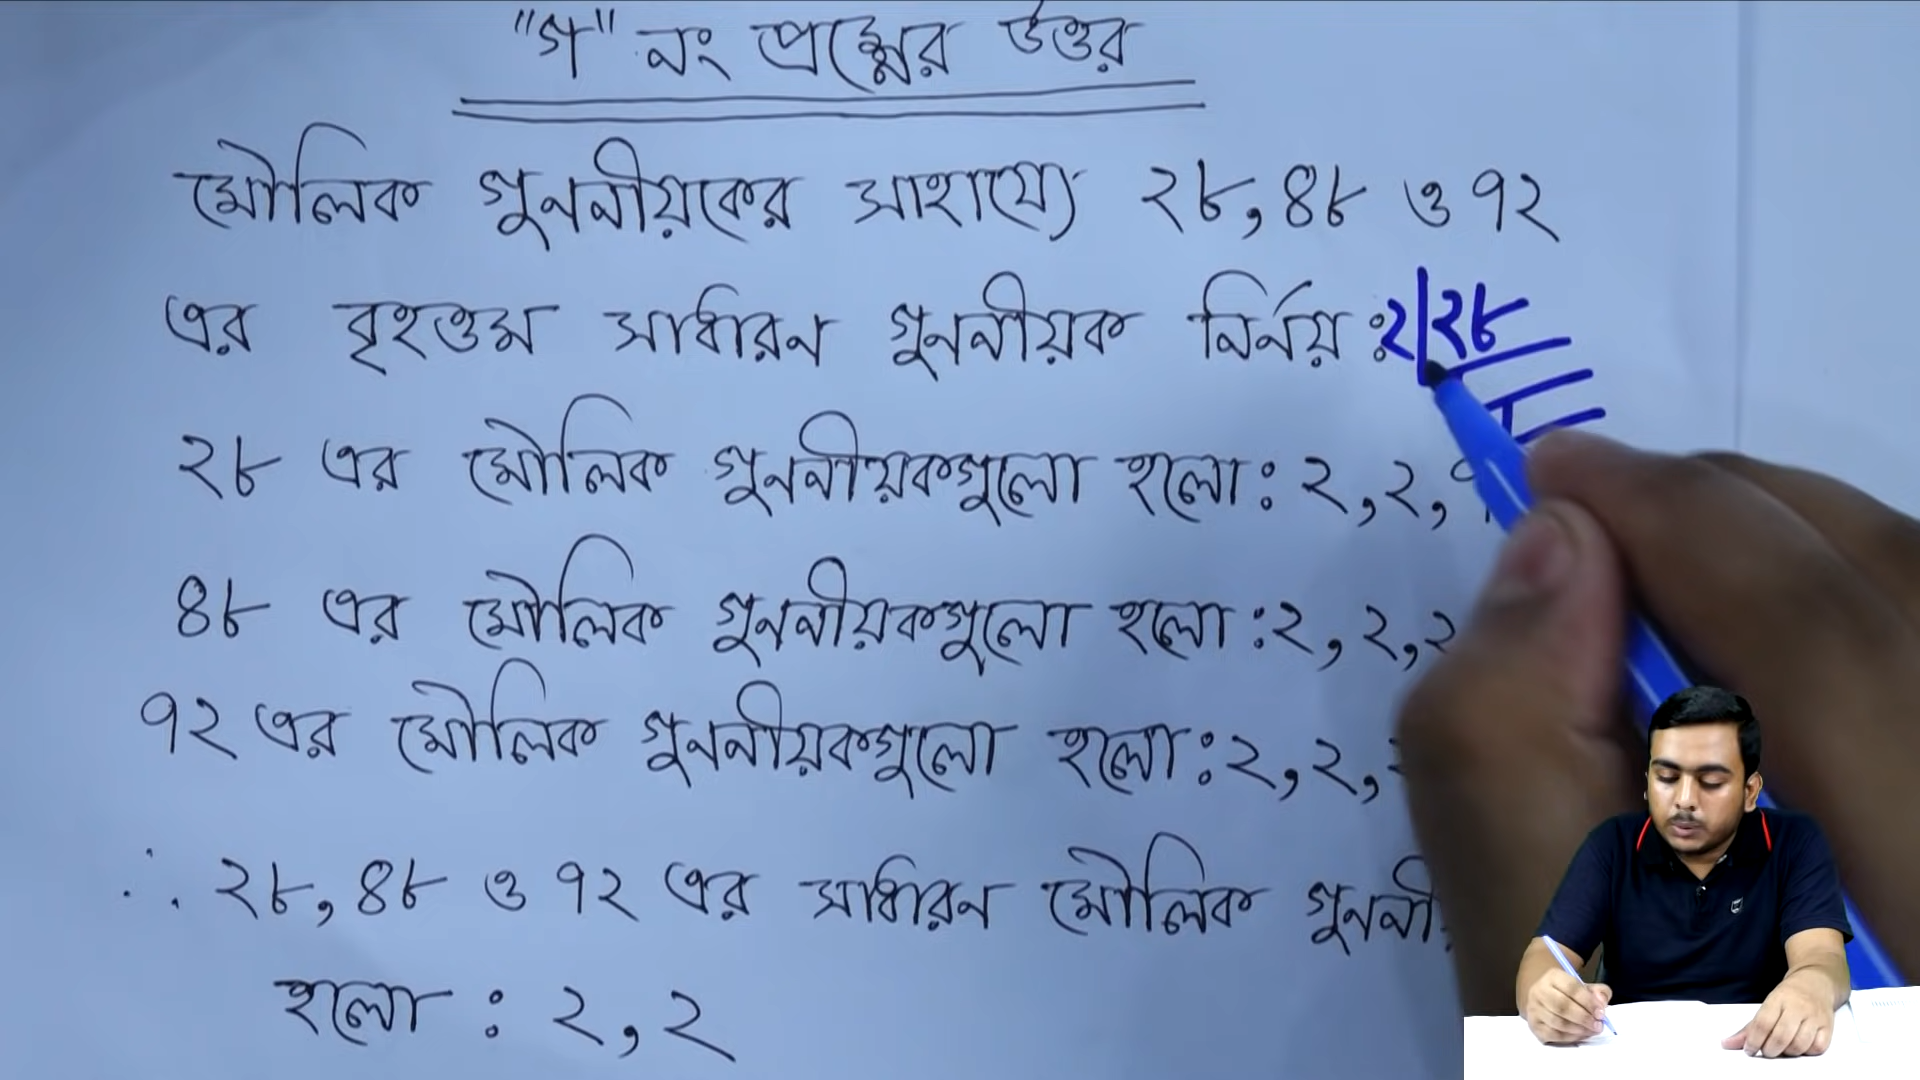 "গ" নং প্রশ্নের উত্তর
মৌলিক গুননীয়কের সাহায্যে ২৮,৪৮ ও ৭২
এর বৃহত্তম সাধারন গুননীয়ক নির্নয় :
২|২৮
২৮ এর মৌলিক গুননীয়কগুলো হলো: ২,২,
৪৮ এর মৌলিক গুননীয়কগুলো হলো :২,২,২
৭২ এর মৌলিক গুননীয়কগুলো হলো:২,২,
∴ ২৮,৪৮ ও ৭২ এর সাধারন মৌলিক
হলো : ২,২